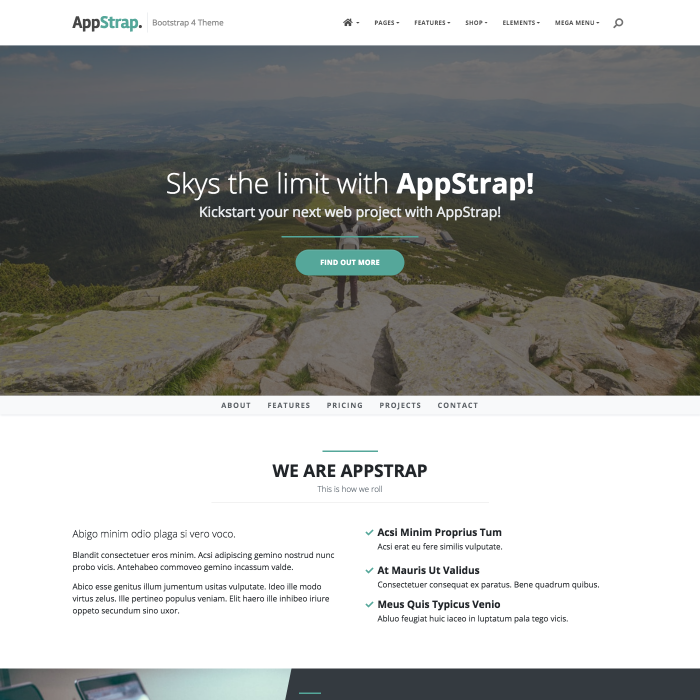 AppStrap. Bootstrap 4 Theme
PAGES FEATURES SHOP ELEMENTS MEGA MENU
Skys the limit with AppStrap!
Kickstart your next web project with AppStrap!
FIND OUT MORE
ABOUT FEATURES PRICING PROJECTS CONTACT
WE ARE APPSTRAP
This is how we roll
Abigo minim odio plaga si vero voco.
Blandit consectetuer eros minim. Acsi adipiscing gemino nostrud nunc
probo vicis. Antehabeo commoveo gemino incassum valde.
Abico esse genitus illum jumentum usitas vulputate. Ideo ille modo
virtus zelus. Ille pertineo populus veniam. Elit haero ille inhibeo iriure
oppeto secundum sino uxor.
Acsi Minim Proprius Tum
Acsi erat eu fere similis vulputate.
At Mauris Ut Validus
Consectetuer consequat ex paratus. Bene quadrum quibus.
Meus Quis Typicus Venio
Abluo feugiat huic iaceo in luptatum pala tego vicis.